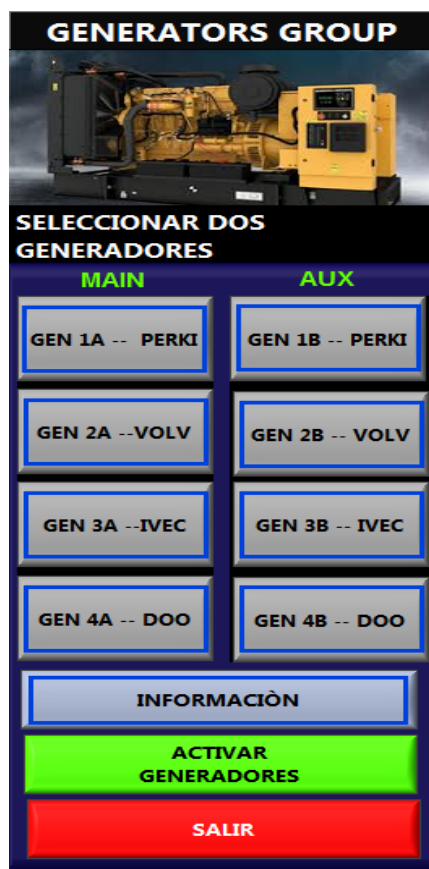 GENERATORS GROUP
SELECCIONAR DOS
GENERADORES
MAIN
AUX
GEN 1A -- PERKI
GEN 1B -- PERKI
GEN 2A --VOLV
GEN 2B -- VOLV
GEN 3A --IVEC
GEN 3B -- IVEC
GEN 4A -- DOO
GEN 4B -- DOO
INFORMACIÒN
ACTIVAR
GENERADORES
SALIR